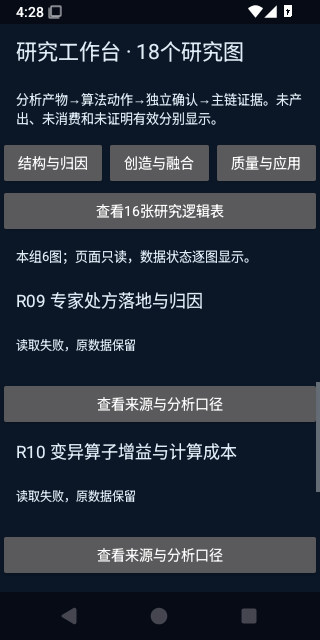 4:28
研究工作台 · 18个研究图
分析产物→算法动作→独立确认→主链证据。未产
出、未消费和未证明有效分别显示。
结构与归因
创造与融合
质量与应用
查看16张研究逻辑表
本组6图；页面只读，数据状态逐图显示。
R09 专家处方落地与归因
读取失败，原数据保留
查看来源与分析口径
R10 变异算子增益与计算成本
读取失败，原数据保留
查看来源与分析口径